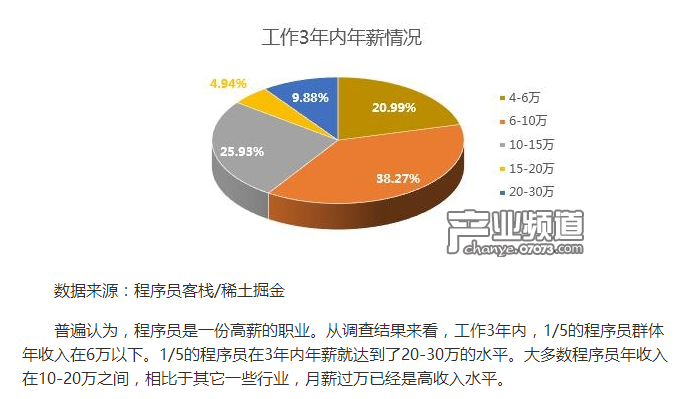 工作3年内年薪情况
4.94%
9.88%
20.99%
25.93%
38.27%
4-6万
6-10万
10-15万
15-20万
20-30万
产业频道
chanye.07073.com
数据来源：程序员客栈/稀土掘金
普遍认为，程序员是一份高薪的职业。从调查结果来看，工作3年内，1/5的程序员群体
年收入在6万以下。1/5的程序员在3年内年薪就达到了20-30万的水平。大多数程序员年收入
在10-20万之间，相比于其它一些行业，月薪过万已经是高收入水平。